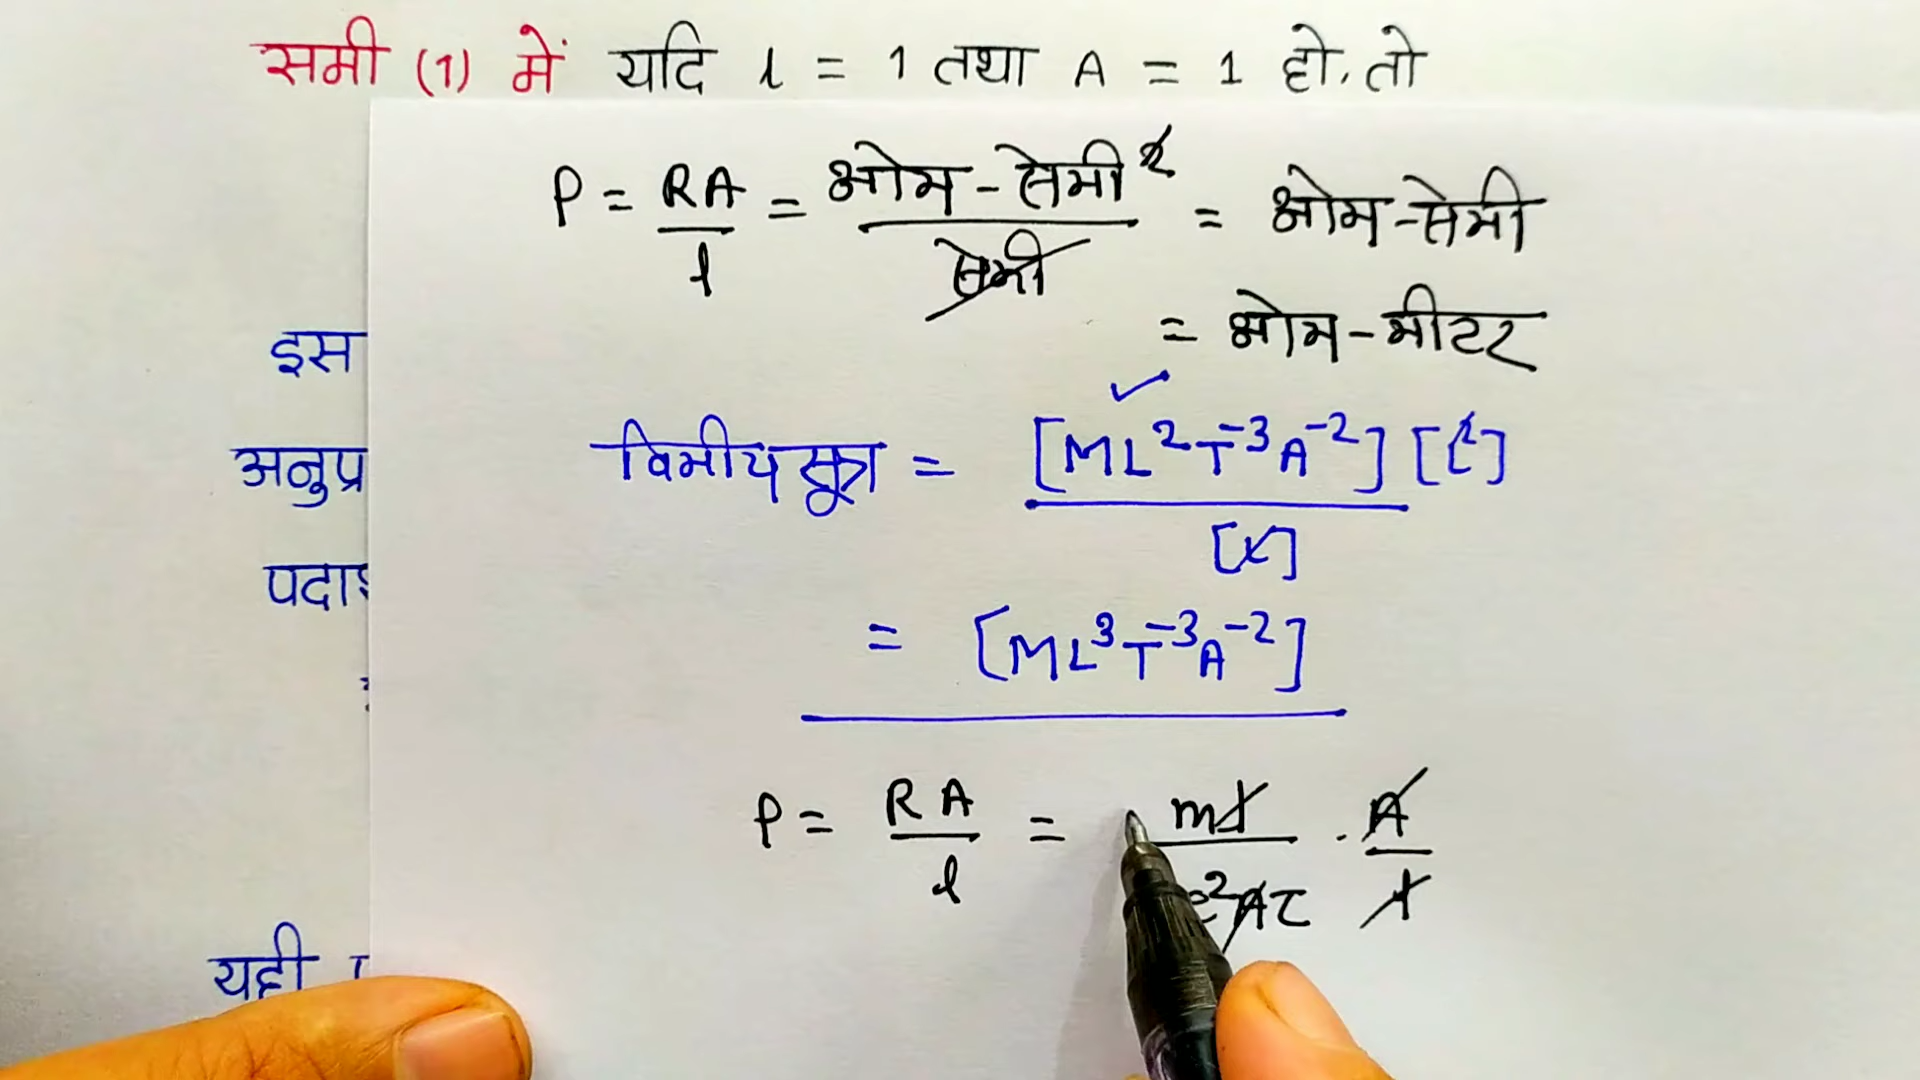 समी (1) में यदि l = 1 तथा A = 1 हो, तो
ρ = RA/l = ओम-सेमी²/सेमी = ओम-सेमी
= ओम-मीटर
इस
विमीय सूत्र = [ML²T⁻³A⁻²] [L²]/[L]
अनुप्र
= [ML³T⁻³A⁻²]
ρ = RA/l = ml/e²Aτ . A/l
यही